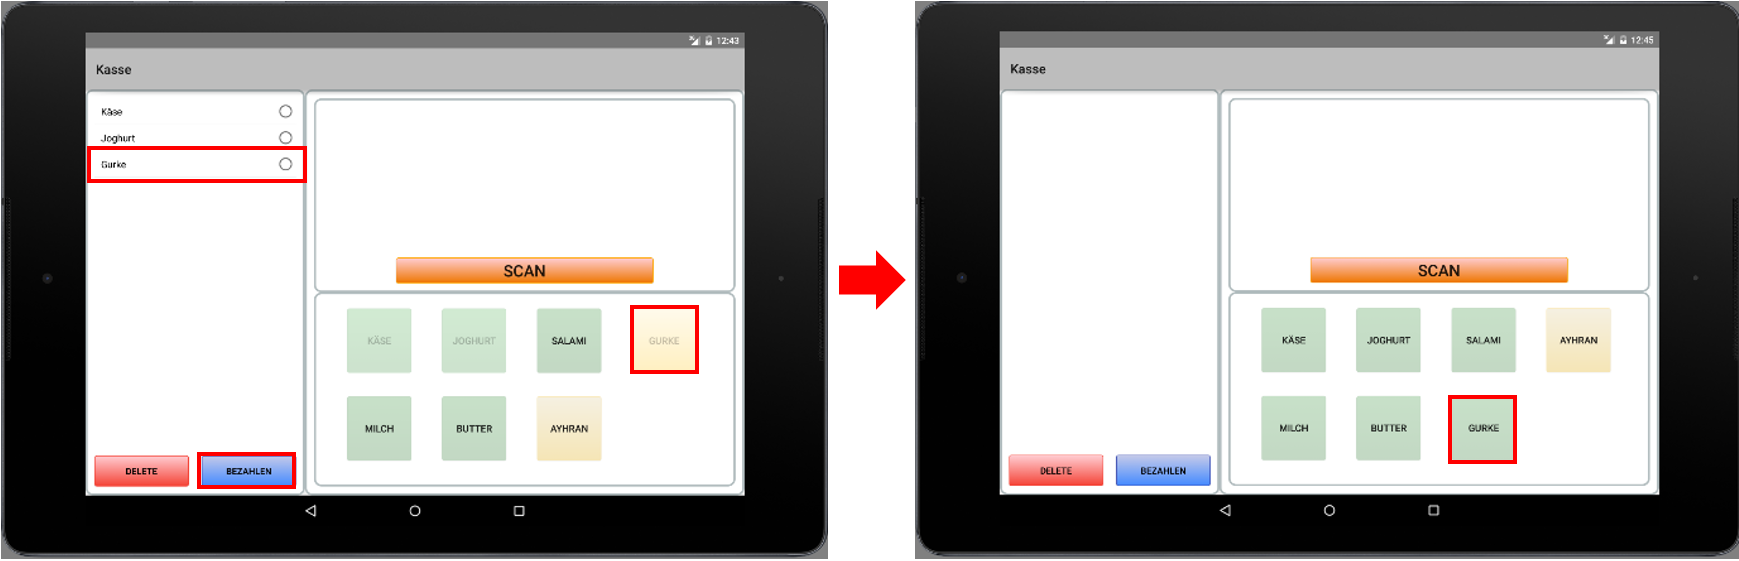 12:43
Kasse
Käse
Joghurt
Gurke
SCAN
KÄSE JOGHURT SALAMI GURKE
MILCH BUTTER AYHRAN
DELETE BEZAHLEN
12:45
Kasse
SCAN
KÄSE JOGHURT SALAMI AYHRAN
MILCH BUTTER GURKE
DELETE BEZAHLEN